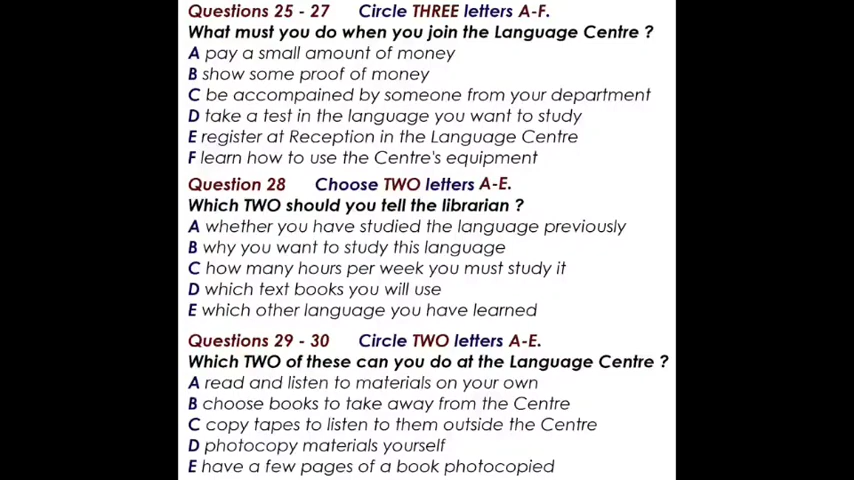 Questions 25 - 27 Circle THREE letters A-F.
What must you do when you join the Language Centre ?
A pay a small amount of money
B show some proof of money
C be accompained by someone from your department
D take a test in the language you want to study
E register at Reception in the Language Centre
F learn how to use the Centre's equipment
Question 28 Choose TWO letters A-E.
Which TWO should you tell the librarian ?
A whether you have studied the language previously
B why you want to study this language
C how many hours per week you must study it
D which text books you will use
E which other language you have learned
Questions 29 - 30 Circle TWO letters A-E.
Which TWO of these can you do at the Language Centre ?
A read and listen to materials on your own
B choose books to take away from the Centre
C copy tapes to listen to them outside the Centre
D photocopy materials yourself
E have a few pages of a book photocopied